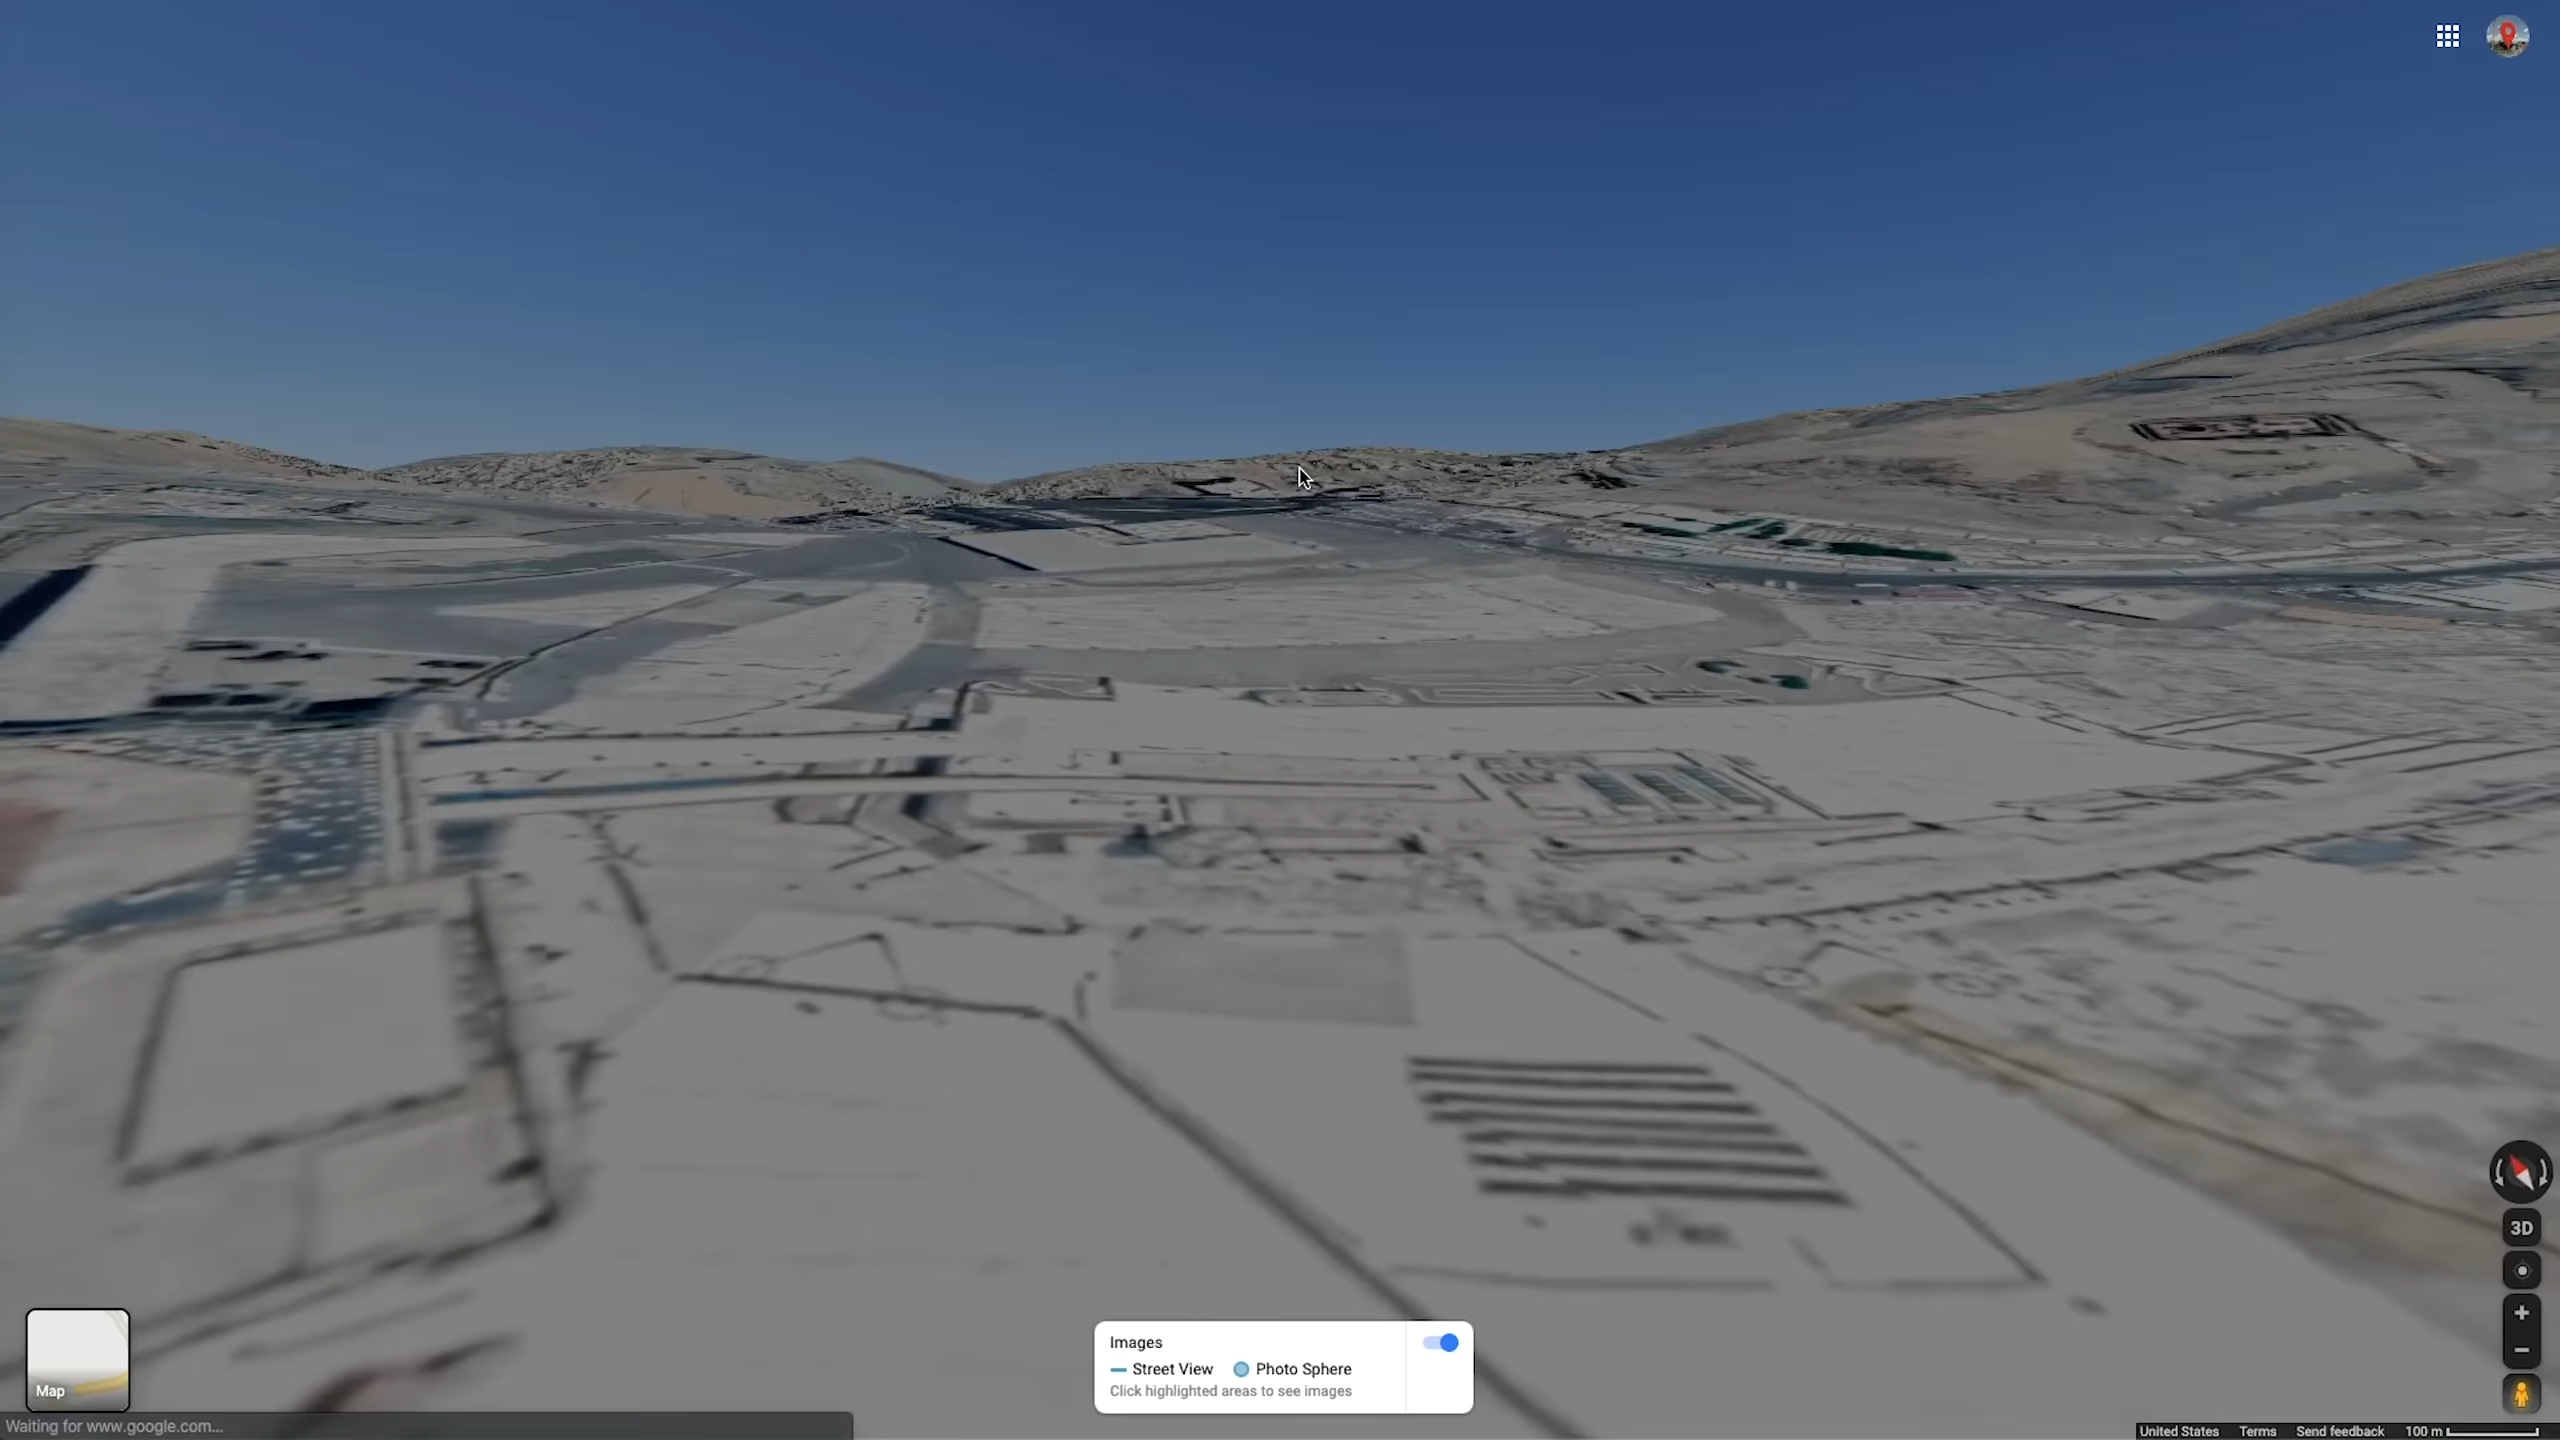 3D
Images
Street View
Photo Sphere
Click highlighted areas to see images
Map
Waiting for www.google.com...
United States
Terms
Send feedback
100 m